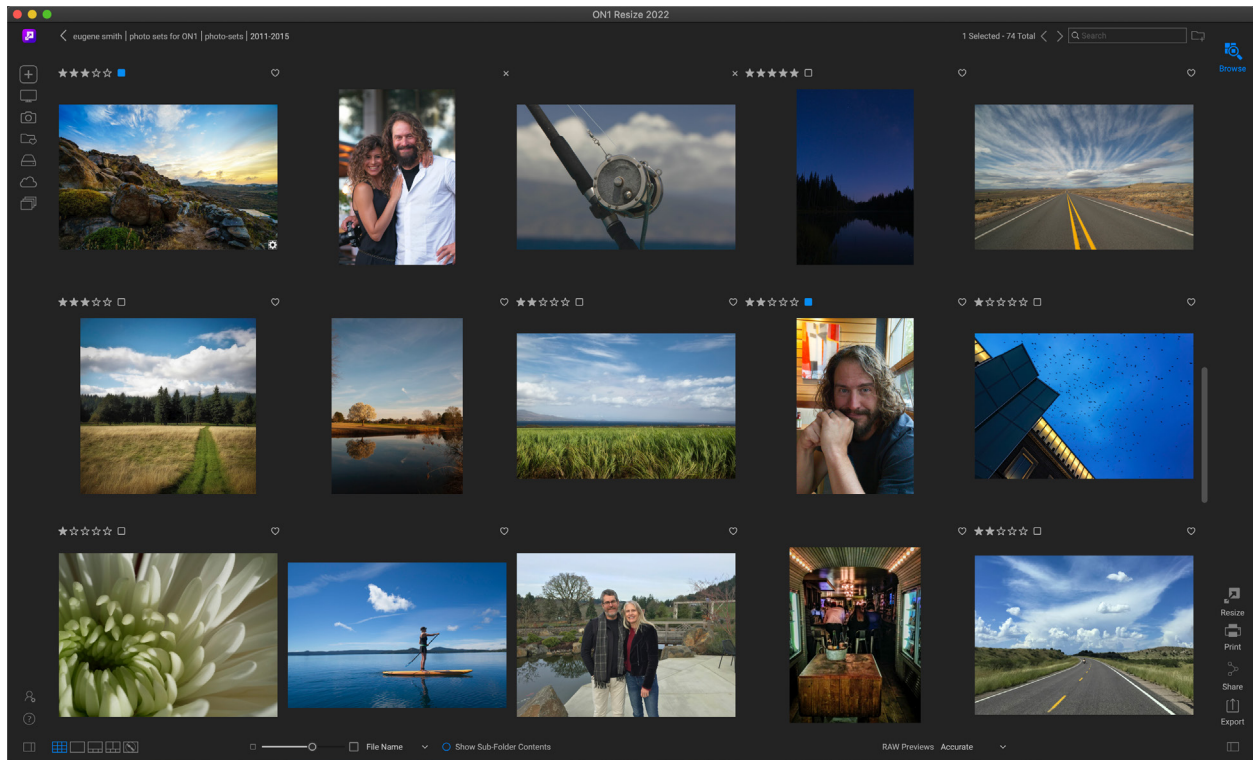 ON1 Resize 2022
eugene smith | photo sets for ON1 | photo-sets | 2011-2015
1 Selected - 74 Total
Search
Browse
Resize
Print
Share
Export
File Name
Show Sub-Folder Contents
RAW Previews Accurate